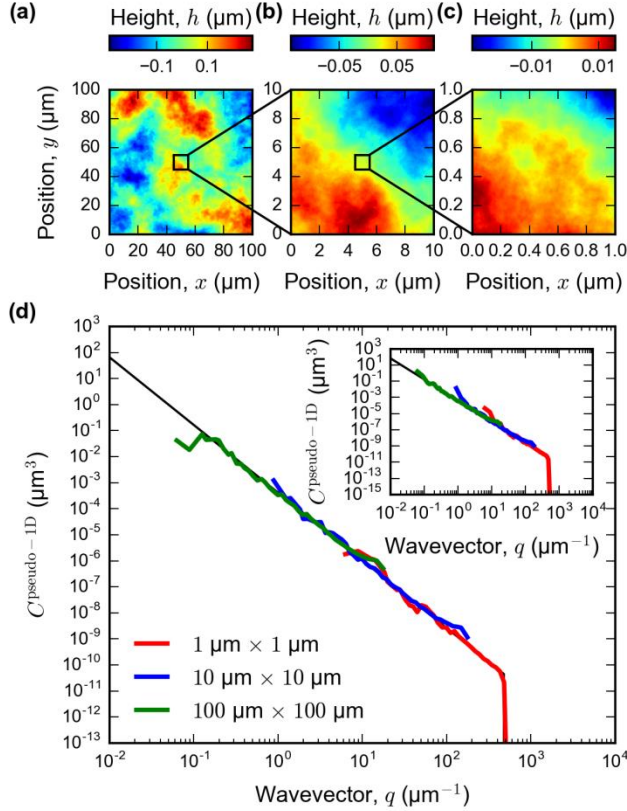 (a) (b) (c)
Height, h (µm) Height, h (µm) Height, h (µm)
−0.1 0.1 −0.05 0.05 −0.01 0.01
Position, y (µm)
100
80
60
40
20
0
0 20 40 60 80 100
10
8
6
4
2
0
0 2 4 6 8 10
1.0
0.8
0.6
0.4
0.2
0.0
0.0 0.2 0.4 0.6 0.8 1.0
Position, x (µm) Position, x (µm) Position, x (µm)
(d)
C^pseudo−1D (µm³)
10³
10²
10¹
10⁰
10⁻¹
10⁻²
10⁻³
10⁻⁴
10⁻⁵
10⁻⁶
10⁻⁷
10⁻⁸
10⁻⁹
10⁻¹⁰
10⁻¹¹
10⁻¹²
10⁻¹³
C^pseudo−1D (µm³)
10¹
10⁻¹
10⁻³
10⁻⁵
10⁻⁷
10⁻⁹
10⁻¹¹
10⁻¹³
10⁻¹⁵
10⁻² 10⁻¹ 10⁰ 10¹ 10² 10³ 10⁴
Wavevector, q (µm⁻¹)
1 µm × 1 µm
10 µm × 10 µm
100 µm × 100 µm
10⁻² 10⁻¹ 10⁰ 10¹ 10² 10³ 10⁴
Wavevector, q (µm⁻¹)